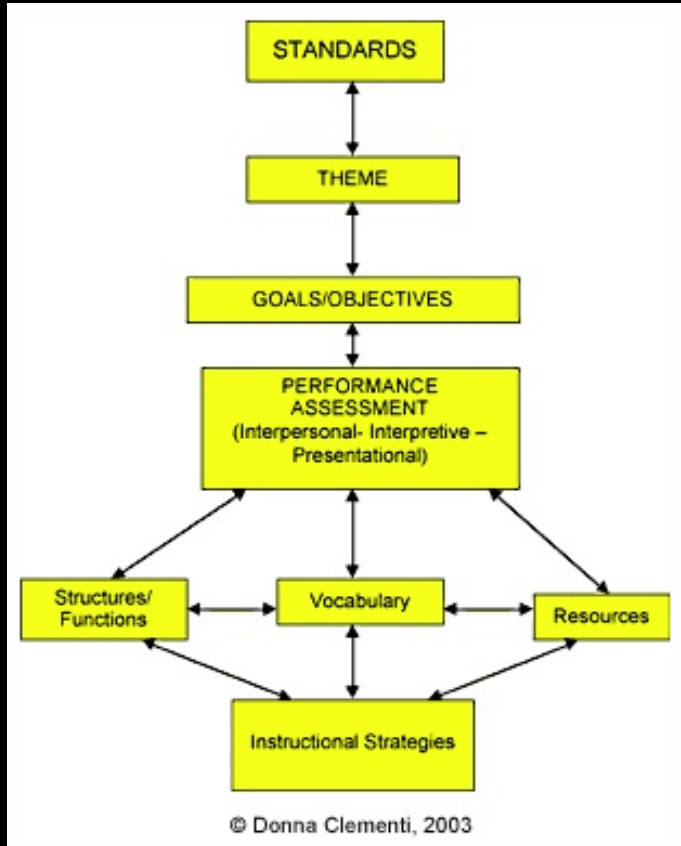 STANDARDS
THEME
GOALS/OBJECTIVES
PERFORMANCE
ASSESSMENT
(Interpersonal- Interpretive –
Presentational)
Structures/
Functions
Vocabulary
Resources
Instructional Strategies
© Donna Clementi, 2003